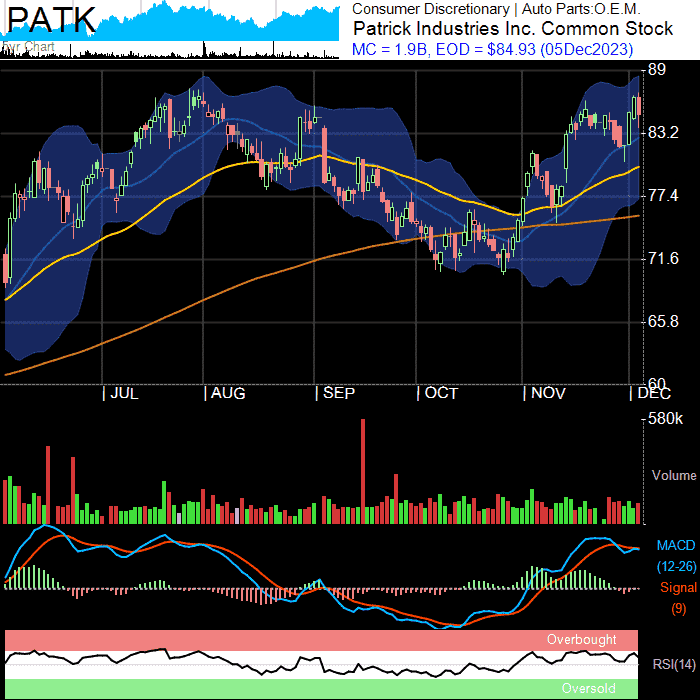 PATK
5yr Chart
Consumer Discretionary | Auto Parts:O.E.M.
Patrick Industries Inc. Common Stock
MC = 1.9B, EOD = $84.93 (05Dec2023)
89
83.2
77.4
71.6
65.8
60
| JUL | AUG | SEP | OCT | NOV | DEC
580k
Volume
MACD
(12-26)
Signal
(9)
Overbought
RSI(14)
Oversold